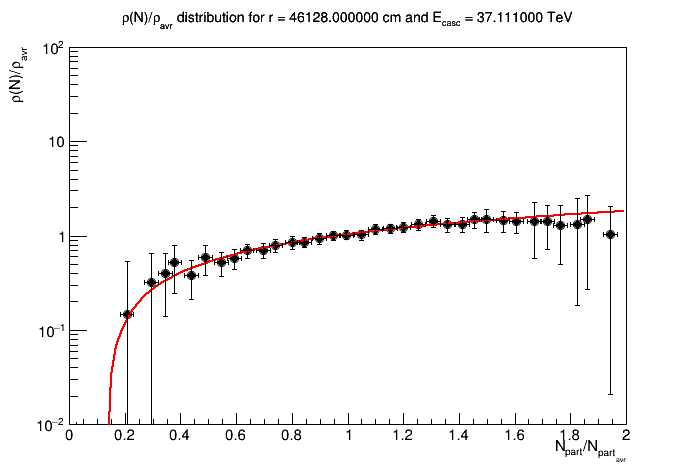 ρ(N)/ρavr distribution for r = 46128.000000 cm and Ecasc = 37.111000 TeV
ρ(N)/ρavr
10²
10
1
10⁻¹
10⁻²
0 0.2 0.4 0.6 0.8 1 1.2 1.4 1.6 1.8 2
Npart/Npartavr